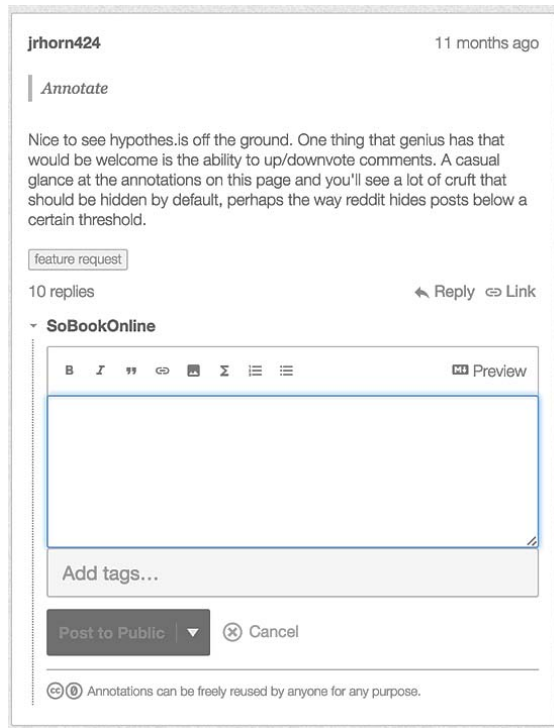 jrhorn424 11 months ago
Annotate
Nice to see hypothes.is off the ground. One thing that genius has that
would be welcome is the ability to up/downvote comments. A casual
glance at the annotations on this page and you'll see a lot of cruft that
should be hidden by default, perhaps the way reddit hides posts below a
certain threshold.
feature request
10 replies Reply Link
SoBookOnline
B I " Σ Preview
Add tags...
Post to Public Cancel
Annotations can be freely reused by anyone for any purpose.